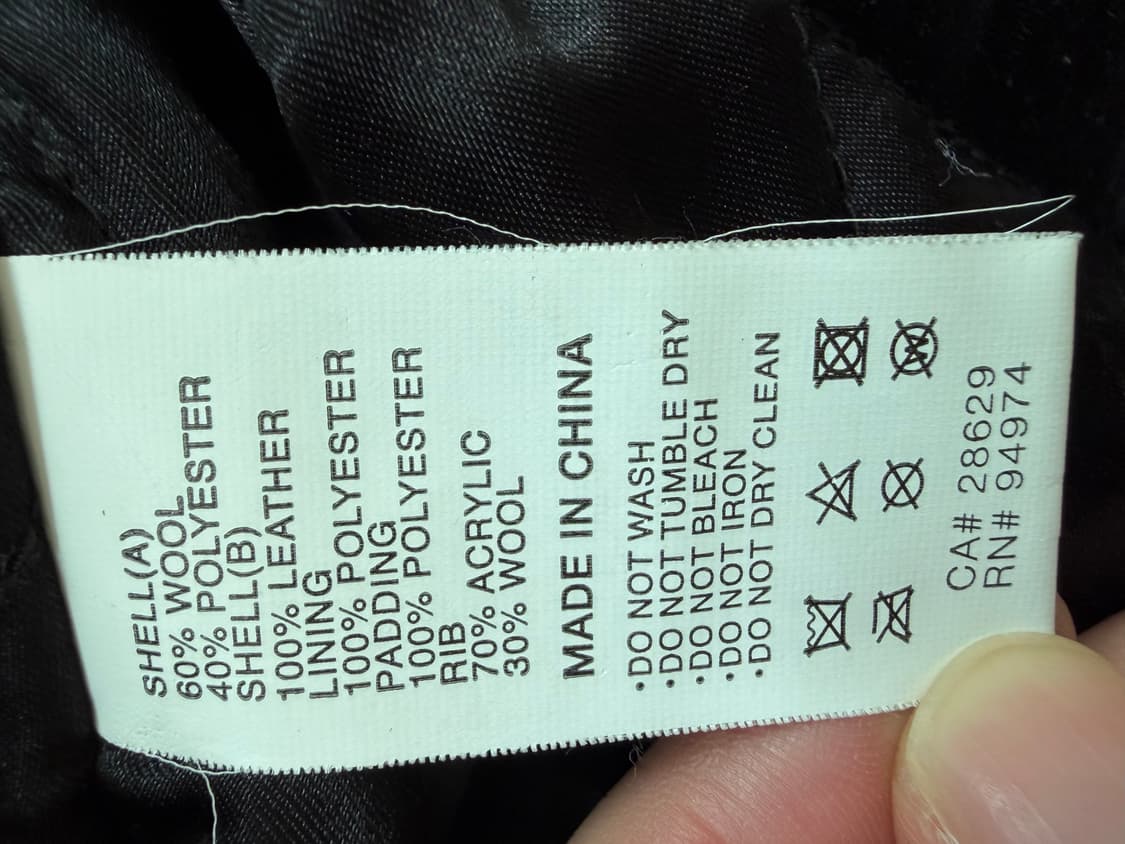 SHELL(A)
60% WOOL
40% POLYESTER
SHELL(B)
100% LEATHER
LINING
100% POLYESTER
PADDING
100% POLYESTER
RIB
70% ACRYLIC
30% WOOL
MADE IN CHINA
·DO NOT WASH
·DO NOT TUMBLE DRY
·DO NOT BLEACH
·DO NOT IRON
·DO NOT DRY CLEAN
W
CA# 28629
RN# 94974